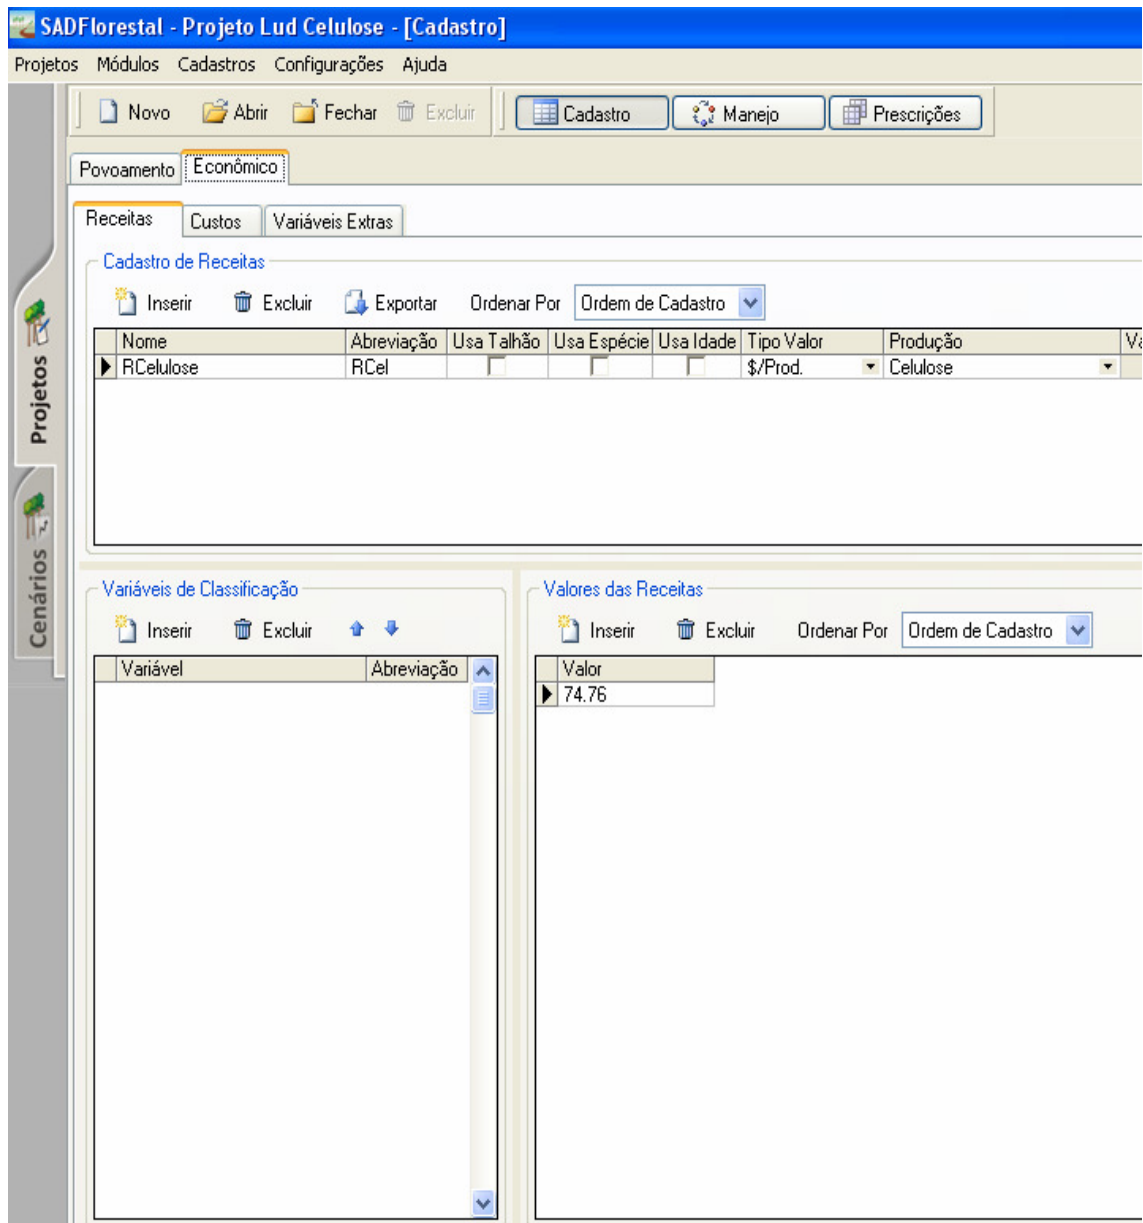 SADFlorestal - Projeto Lud Celulose - [Cadastro]
Projetos Módulos Cadastros Configurações Ajuda
Novo Abrir Fechar Excluir Cadastro Manejo Prescrições
Povoamento Econômico
Receitas Custos Variáveis Extras
Cadastro de Receitas
Inserir Excluir Exportar Ordenar Por Ordem de Cadastro
Nome Abreviação Usa Talhão Usa Espécie Usa Idade Tipo Valor Produção Va
RCelulose RCel $/Prod. Celulose
Projetos
Cenários
Variáveis de Classificação
Inserir Excluir
Variável Abreviação
Valores das Receitas
Inserir Excluir Ordenar Por Ordem de Cadastro
Valor
74.76